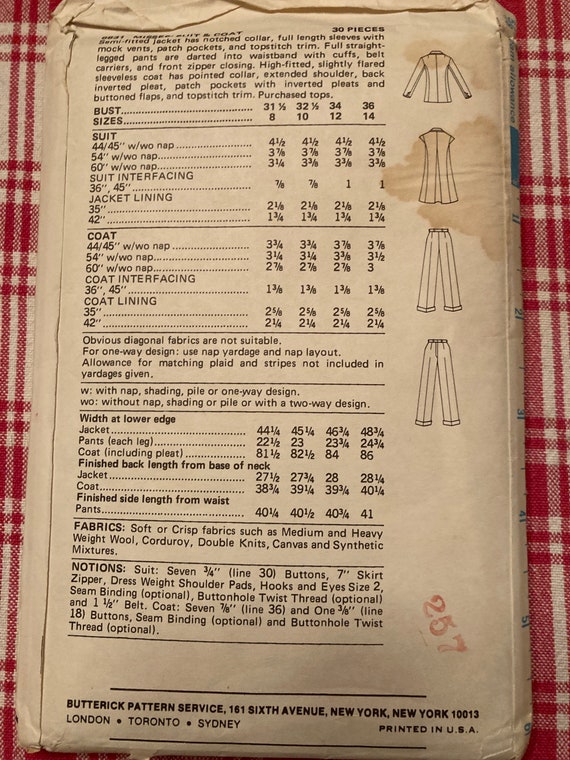 MISSES' SUIT & COAT 30 PIECES
Semi-fitted jacket has notched collar, full length sleeves with
mock vents, patch pockets, and topstitch trim. Full straight-
legged pants are darted into waistband with cuffs, belt
carriers, and front zipper closing. High-fitted, slightly flared
sleeveless coat has pointed collar, extended shoulder, back
inverted pleat, patch pockets with inverted pleats and
buttoned flaps, and topstitch trim. Purchased tops.
BUST 31 ½ 32 ½ 34 36
SIZES 8 10 12 14
SUIT
44/45" w/wo nap 4½ 4½ 4½ 4½
54" w/wo nap 3⅞ 3⅞ 3⅞ 3⅞
60" w/wo nap 3¼ 3⅜ 3⅜ 3⅜
SUIT INTERFACING
36", 45" ⅞ ⅞ 1 1
JACKET LINING
35" 2⅛ 2⅛ 2⅛ 2⅛
42" 1¾ 1¾ 1¾ 1¾
COAT
44/45" w/wo nap 3¾ 3¾ 3⅞ 3⅞
54" w/wo nap 3¼ 3¼ 3⅜ 3½
60" w/wo nap 2⅞ 2⅞ 2⅞ 3
COAT INTERFACING
36", 45" 1⅜ 1⅜ 1⅜ 1⅜
COAT LINING
35" 2⅝ 2⅝ 2⅝ 2⅝
42" 2¼ 2¼ 2¼ 2¼
Obvious diagonal fabrics are not suitable.
For one-way design: use nap yardage and nap layout.
Allowance for matching plaid and stripes not included in
yardages given.
w: with nap, shading, pile or one-way design.
wo: without nap, shading or pile or with a two-way design.
Width at lower edge
Jacket 44¼ 45¼ 46¾ 48¾
Pants (each leg) 22½ 23 23¾ 24¾
Coat (including pleat) 81½ 82½ 84 86
Finished back length from base of neck
Jacket 27½ 27¾ 28 28¼
Coat 38¾ 39¼ 39¾ 40¼
Finished side length from waist
Pants 40¼ 40½ 40¾ 41
FABRICS: Soft or Crisp fabrics such as Medium and Heavy
Weight Wool, Corduroy, Double Knits, Canvas and Synthetic
Mixtures.
NOTIONS: Suit: Seven ¾" (line 30) Buttons, 7" Skirt
Zipper, Dress Weight Shoulder Pads, Hooks and Eyes Size 2,
Seam Binding (optional), Buttonhole Twist Thread (optional)
and 1 ½" Belt. Coat: Seven ⅞" (line 36) and One ⅜" (line
18) Buttons, Seam Binding (optional) and Buttonhole Twist
Thread (optional).
257
BUTTERICK PATTERN SERVICE, 161 SIXTH AVENUE, NEW YORK, NEW YORK 10013
LONDON • TORONTO • SYDNEY PRINTED IN U.S.A.